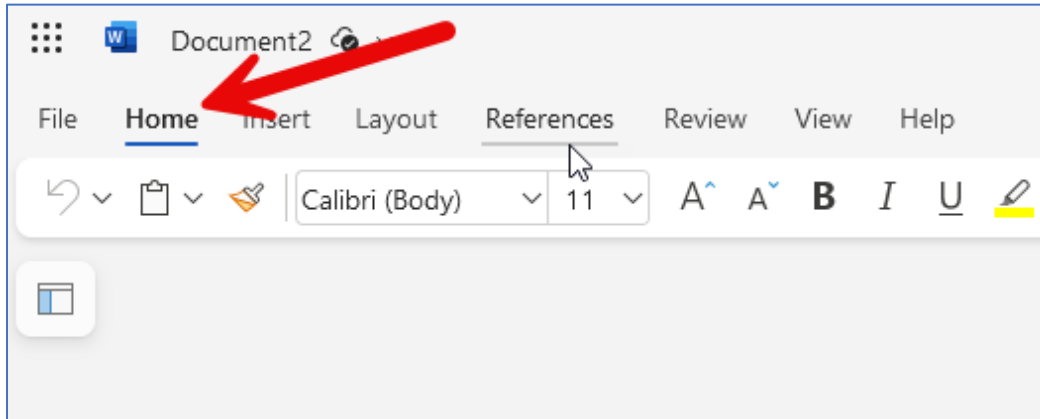 Document2
File Home Insert Layout References Review View Help
Calibri (Body) 11 A A B I U